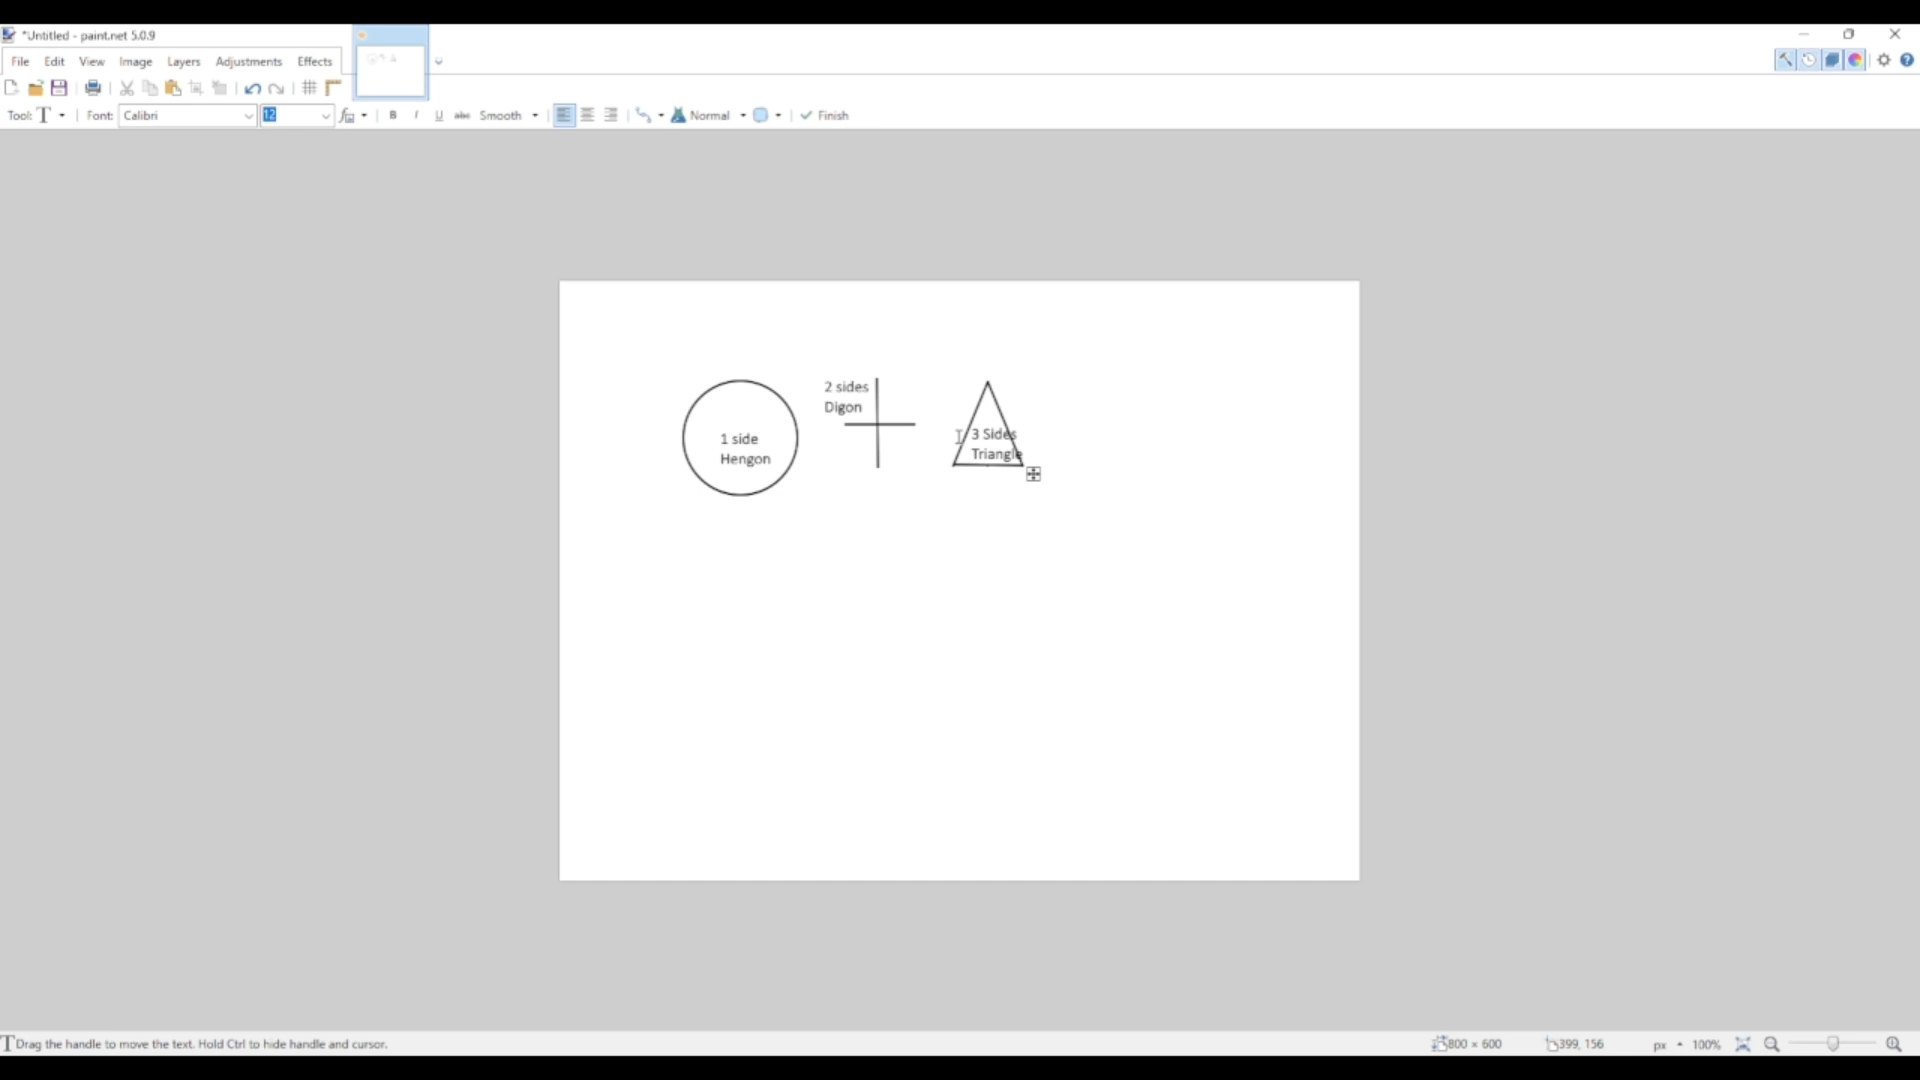 *Untitled - paint.net 5.0.9
File Edit View Image Layers Adjustments Effects
Tool: T Font: Calibri 12 fx B I U abc Smooth Normal Finish
2 sides
Digon
1 side
Hengon
3 Sides
Triangle
Drag the handle to move the text. Hold Ctrl to hide handle and cursor.
800 × 600 399, 156 px 100%